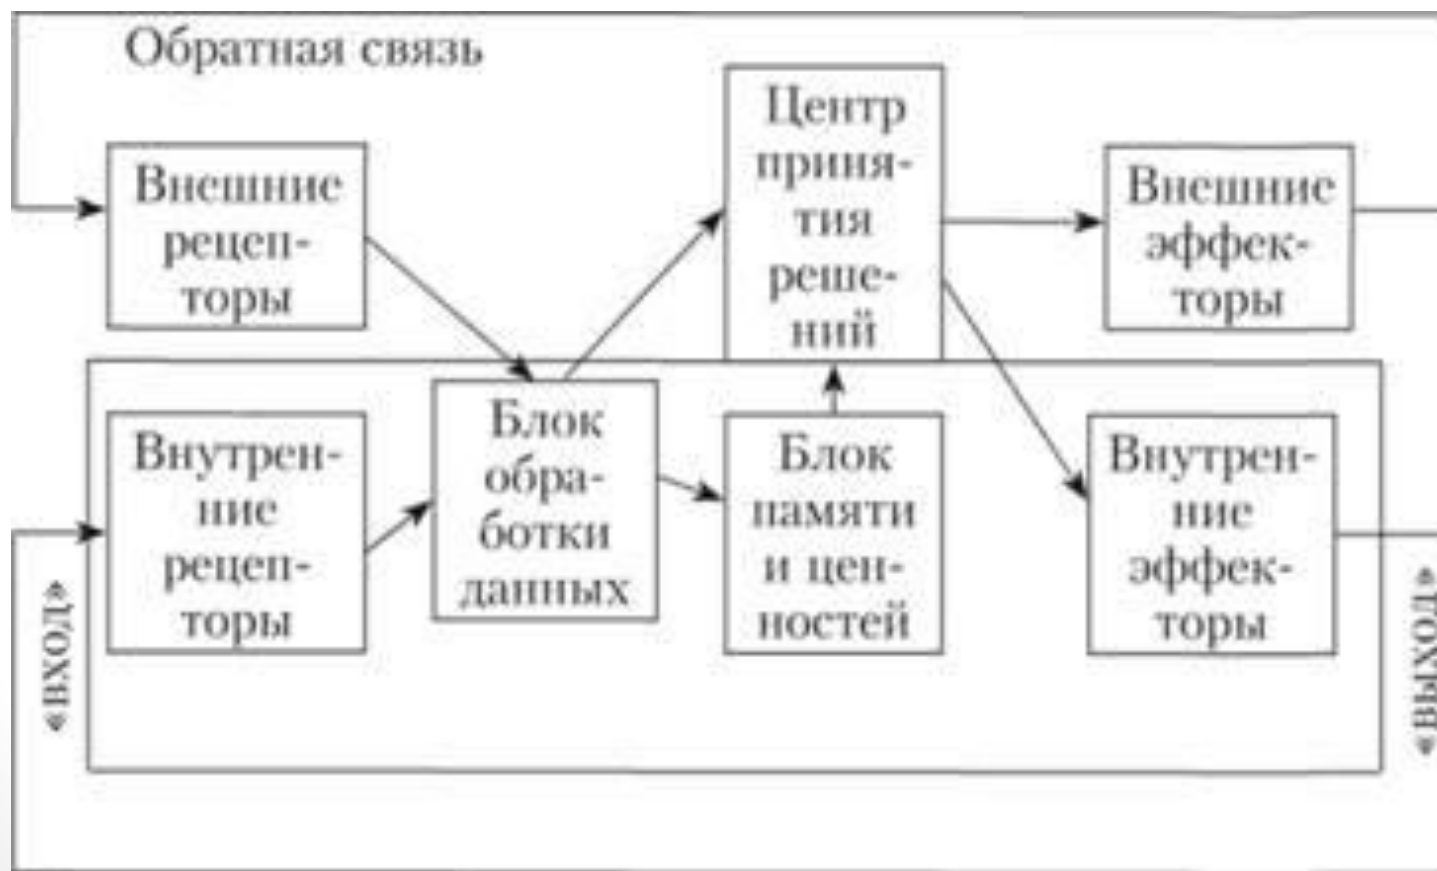 Обратная связь
Внешние
рецеп-
торы
Центр
приня-
тия
реше-
ний
Внешние
эффек-
торы
Внутрен-
ние
рецеп-
торы
Блок
обра-
ботки
данных
Блок
памяти
и цен-
ностей
Внутрен-
ние
эффек-
торы
«ВХОД»
«ВЫХОД»